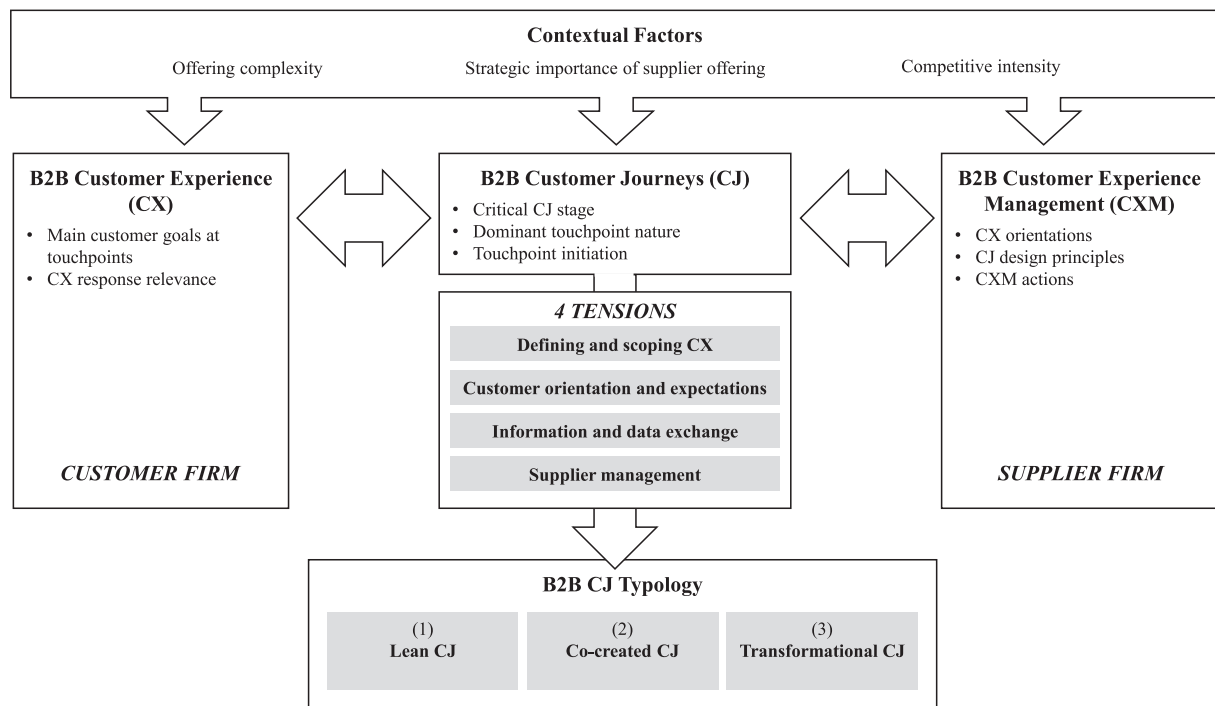 Contextual Factors
Offering complexity
Strategic importance of supplier offering
Competitive intensity
B2B Customer Experience
(CX)
• Main customer goals at
touchpoints
• CX response relevance
CUSTOMER FIRM
B2B Customer Journeys (CJ)
• Critical CJ stage
• Dominant touchpoint nature
• Touchpoint initiation
4 TENSIONS
Defining and scoping CX
Customer orientation and expectations
Information and data exchange
Supplier management
B2B Customer Experience
Management (CXM)
• CX orientations
• CJ design principles
• CXM actions
SUPPLIER FIRM
B2B CJ Typology
(1)
Lean CJ
(2)
Co-created CJ
(3)
Transformational CJ